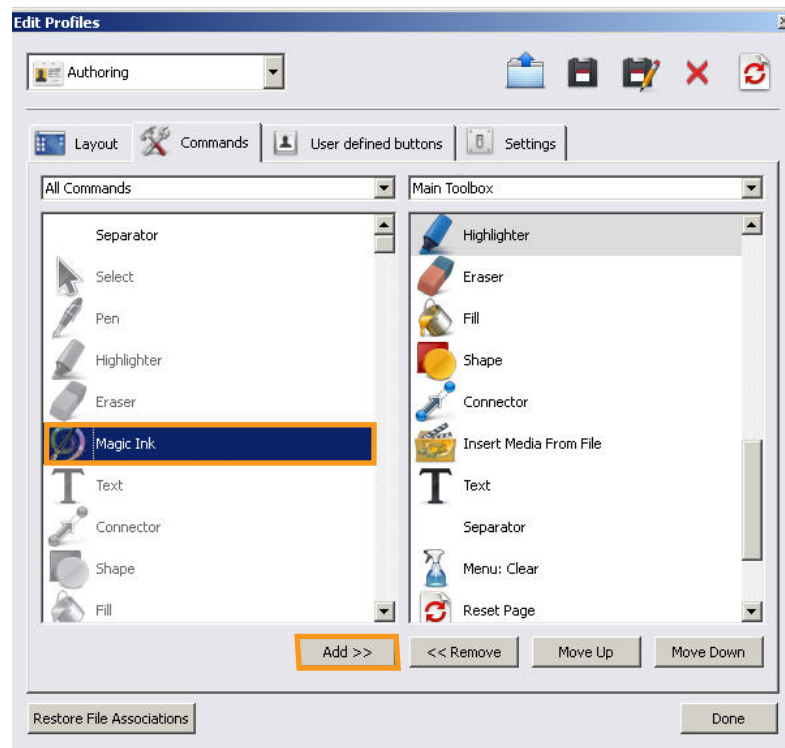 Edit Profiles
Authoring
Layout Commands User defined buttons Settings
All Commands Main Toolbox
Separator Highlighter
Select Eraser
Pen Fill
Highlighter Shape
Eraser Connector
Magic Ink Insert Media From File
Text T Text
Connector Separator
Shape Menu: Clear
Fill Reset Page
Add >> << Remove Move Up Move Down
Restore File Associations Done